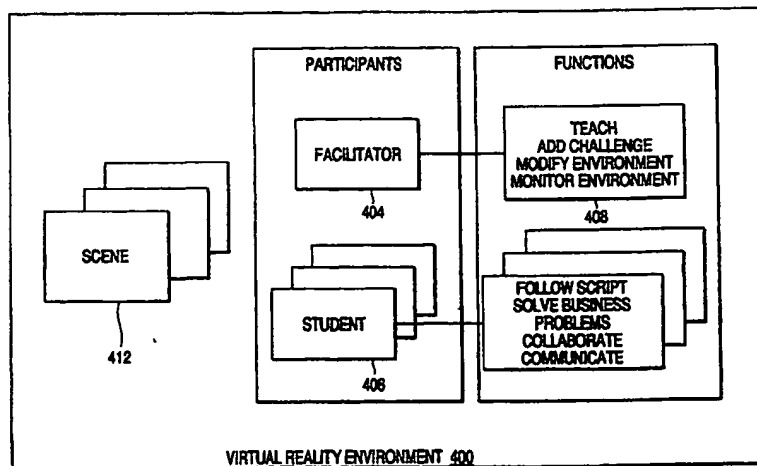 PARTICIPANTS
FUNCTIONS
FACILITATOR
404
TEACH
ADD CHALLENGE
MODIFY ENVIRONMENT
MONITOR ENVIRONMENT
408
SCENE
412
STUDENT
406
FOLLOW SCRIPT
SOLVE BUSINESS
PROBLEMS
COLLABORATE
COMMUNICATE
VIRTUAL REALITY ENVIRONMENT 400